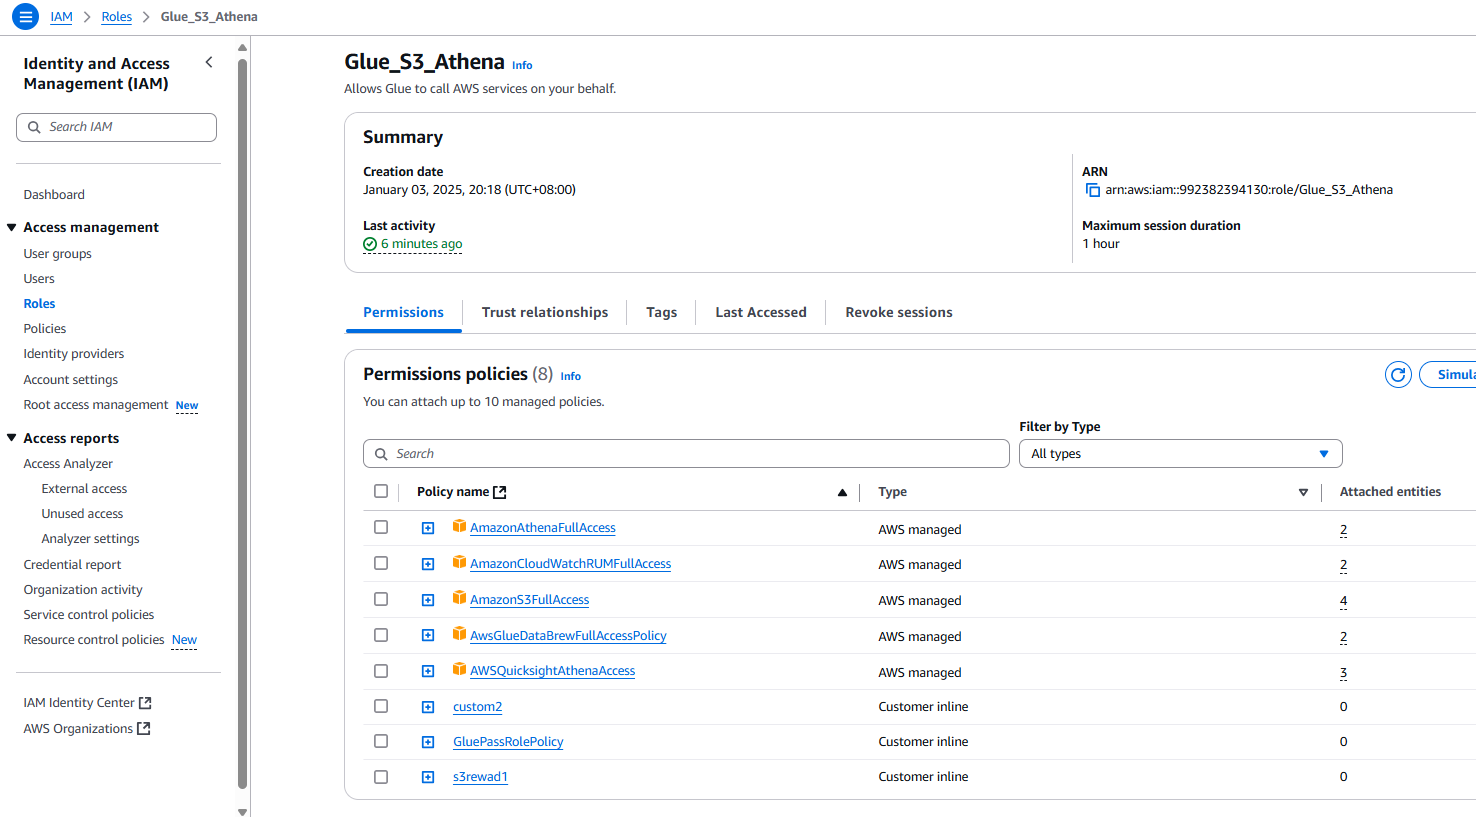 IAM > Roles > Glue_S3_Athena
Identity and Access Management (IAM)
Search IAM
Dashboard
Access management
User groups
Users
Roles
Policies
Identity providers
Account settings
Root access management New
Access reports
Access Analyzer
External access
Unused access
Analyzer settings
Credential report
Organization activity
Service control policies
Resource control policies New
IAM Identity Center
AWS Organizations
Glue_S3_Athena Info
Allows Glue to call AWS services on your behalf.
Summary
Creation date
January 03, 2025, 20:18 (UTC+08:00)
Last activity
6 minutes ago
ARN
arn:aws:iam::992382394130:role/Glue_S3_Athena
Maximum session duration
1 hour
Permissions Trust relationships Tags Last Accessed Revoke sessions
Permissions policies (8) Info
You can attach up to 10 managed policies.
Simula
Filter by Type
Search
All types
Policy name Type Attached entities
AmazonAthenaFullAccess AWS managed 2
AmazonCloudWatchRUMFullAccess AWS managed 2
AmazonS3FullAccess AWS managed 4
AwsGlueDataBrewFullAccessPolicy AWS managed 2
AWSQuicksightAthenaAccess AWS managed 3
custom2 Customer inline 0
GluePassRolePolicy Customer inline 0
s3rewad1 Customer inline 0